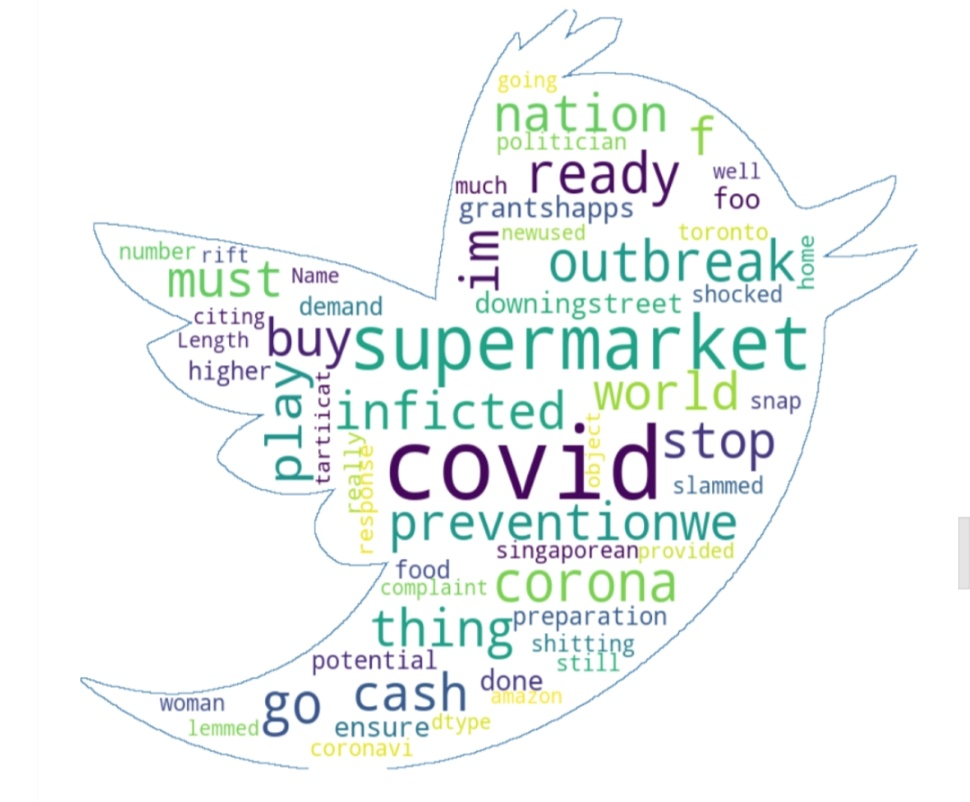 going
nation
f
politician
ready
well
much
foo
grantshapps
im
newused
toronto
number
rift
outbreak
home
must
Name
demand
downingstreet
shocked
citing
Length
buy
supermarket
higher
play
tartiicat
inficted
world
snap
really
response
covid
object
stop
slammed
preventionwe
singaporean
provided
food
complaint
corona
thing
preparation
shitting
still
potential
woman
go
cash
done
amazon
lemmed
ensure
dtype
coronavi